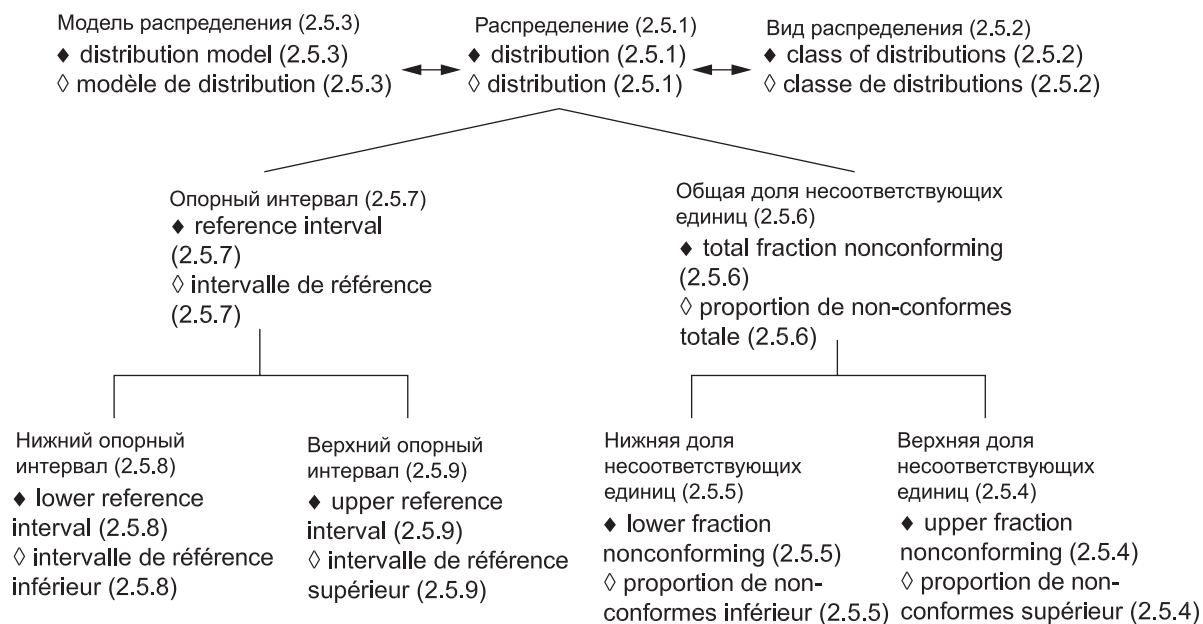 Модель распределения (2.5.3)
♦ distribution model (2.5.3)
◊ modèle de distribution (2.5.3)
Распределение (2.5.1)
♦ distribution (2.5.1)
◊ distribution (2.5.1)
Вид распределения (2.5.2)
♦ class of distributions (2.5.2)
◊ classe de distributions (2.5.2)
Опорный интервал (2.5.7)
♦ reference interval
(2.5.7)
◊ intervalle de référence
(2.5.7)
Общая доля несоответствующих
единиц (2.5.6)
♦ total fraction nonconforming
(2.5.6)
◊ proportion de non-conformes
totale (2.5.6)
Нижний опорный
интервал (2.5.8)
♦ lower reference
interval (2.5.8)
◊ intervalle de référence
inférieur (2.5.8)
Верхний опорный
интервал (2.5.9)
♦ upper reference
interval (2.5.9)
◊ intervalle de référence
supérieur (2.5.9)
Нижняя доля
несоответствующих
единиц (2.5.5)
♦ lower fraction
nonconforming (2.5.5)
◊ proportion de non-
conformes inférieur (2.5.5)
Верхняя доля
несоответствующих
единиц (2.5.4)
♦ upper fraction
nonconforming (2.5.4)
◊ proportion de non-
conformes supérieur (2.5.4)